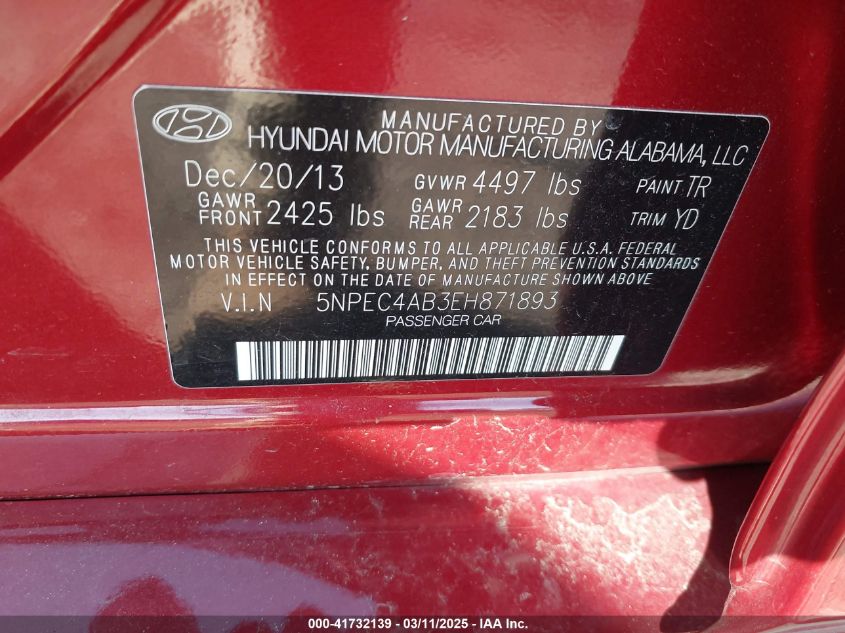 MANUFACTURED BY
HYUNDAI MOTOR MANUFACTURING ALABAMA, LLC
Dec/20/13 GVWR 4497 lbs PAINT TR
GAWR FRONT 2425 lbs GAWR REAR 2183 lbs TRIM YD
THIS VEHICLE CONFORMS TO ALL APPLICABLE U.S.A. FEDERAL
MOTOR VEHICLE SAFETY, BUMPER, AND THEFT PREVENTION STANDARDS
IN EFFECT ON THE DATE OF MANUFACTURE SHOWN ABOVE.
V.I.N 5NPEC4AB3EH871893
PASSENGER CAR
000-41732139 - 03/11/2025 - IAA Inc.